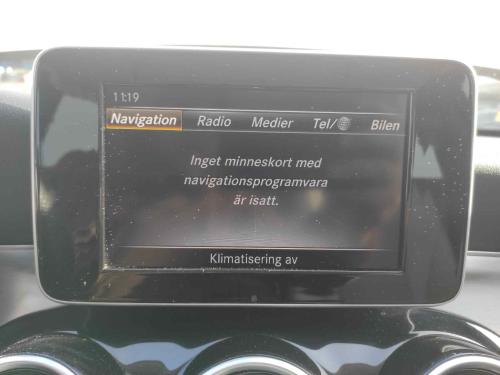 11:19
Navigation Radio Medier Tel/ Bilen
Inget minneskort med
navigationsprogramvara
är isatt.
Klimatisering av